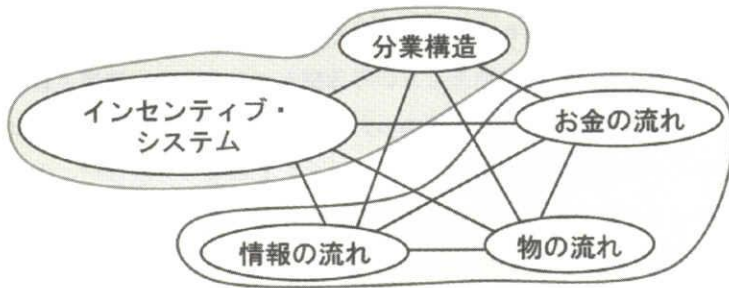 分業構造
インセンティブ・
システム
お金の流れ
情報の流れ
物の流れ